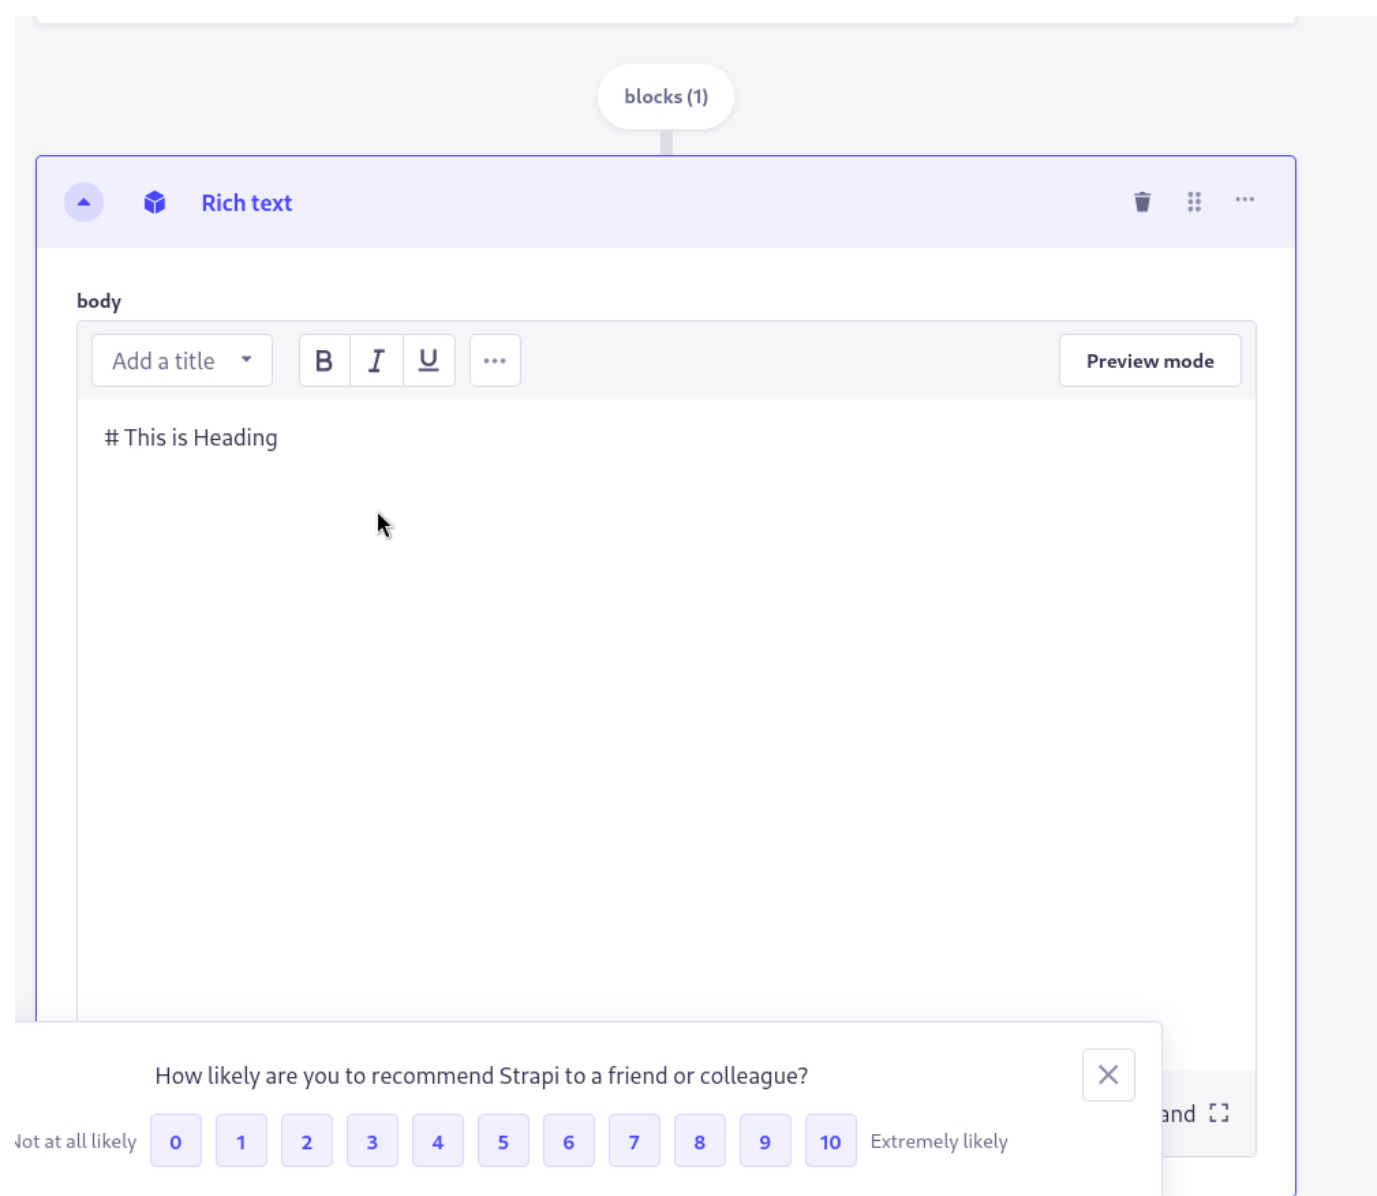 blocks (1)
Rich text
body
Add a title B I U Preview mode
# This is Heading
How likely are you to recommend Strapi to a friend or colleague?
and
Not at all likely 0 1 2 3 4 5 6 7 8 9 10 Extremely likely